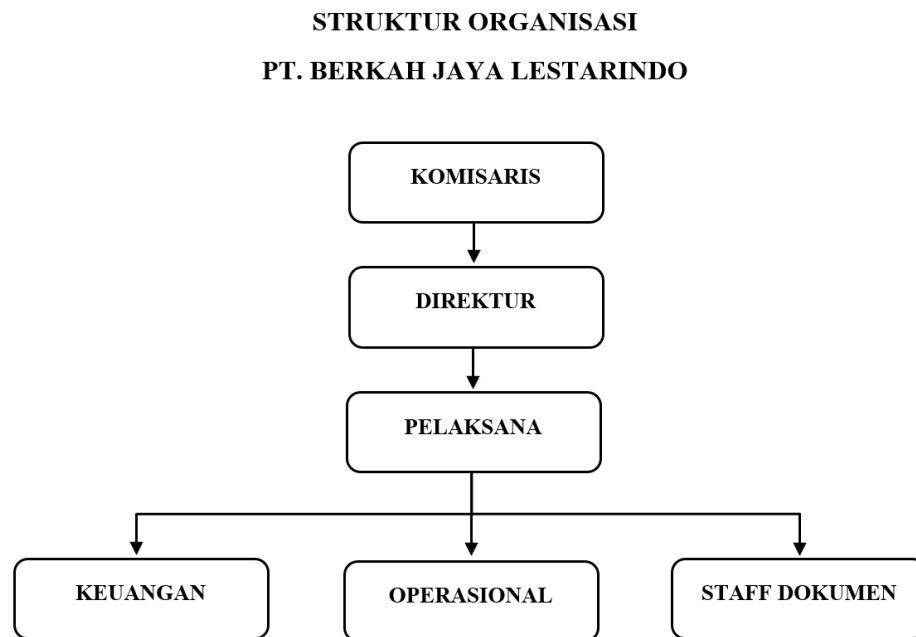 STRUKTUR ORGANISASI
PT. BERKAH JAYA LESTARINDO
KOMISARIS
DIREKTUR
PELAKSANA
KEUANGAN
OPERASIONAL
STAFF DOKUMEN